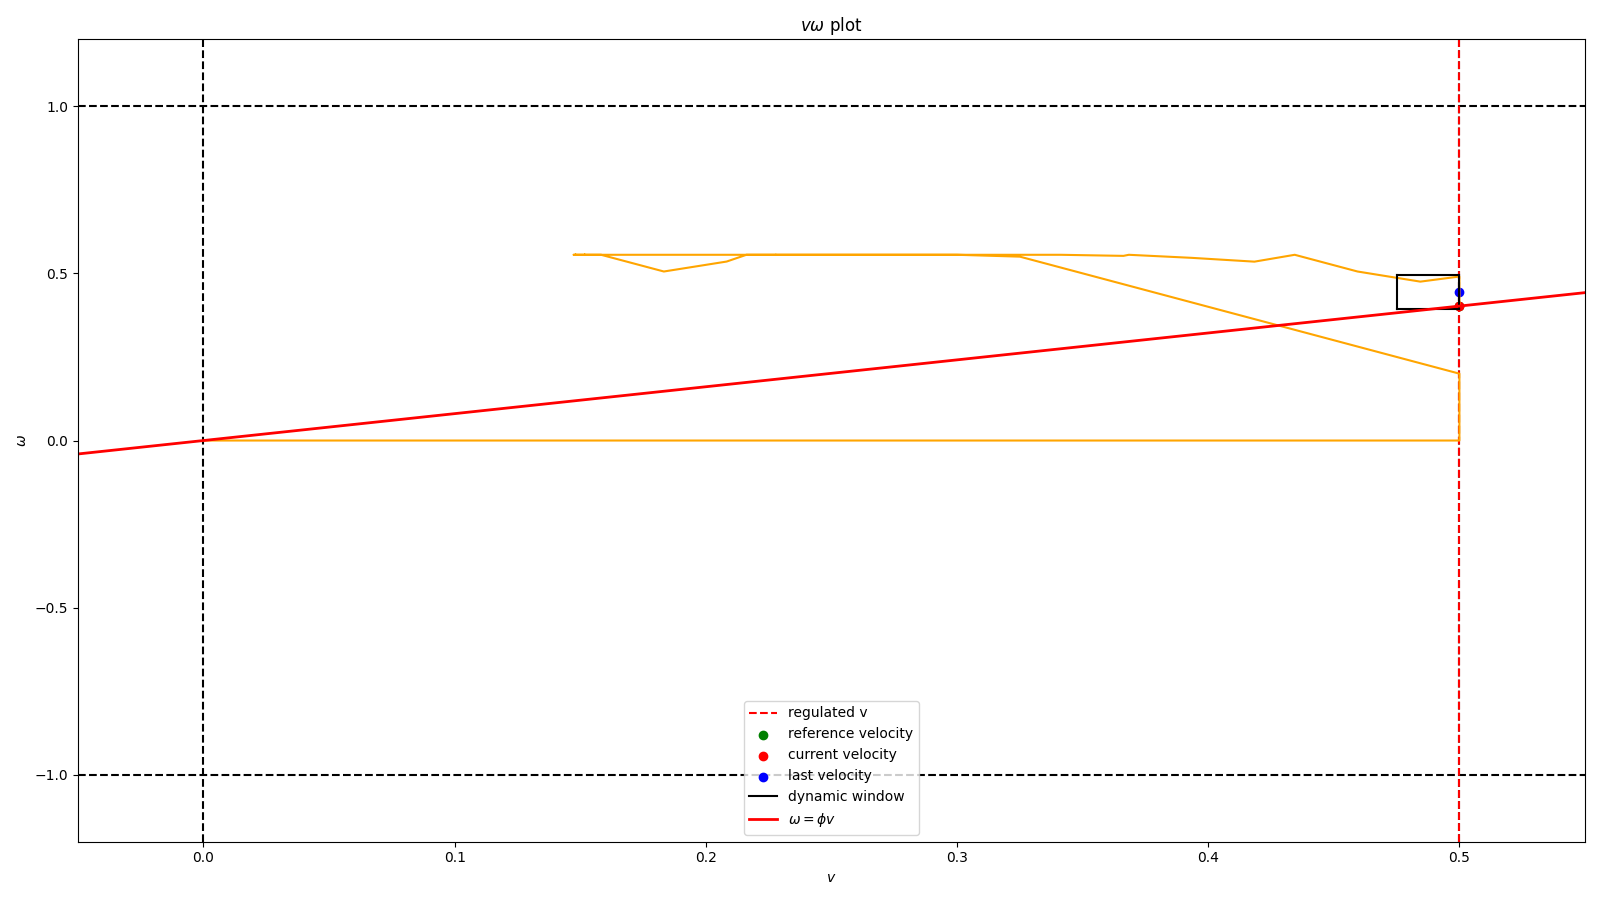 vω plot
1.0
0.5
0.0
−0.5
−1.0
ω
0.0 0.1 0.2 0.3 0.4 0.5
v
regulated v
reference velocity
current velocity
last velocity
dynamic window
ω = ϕv